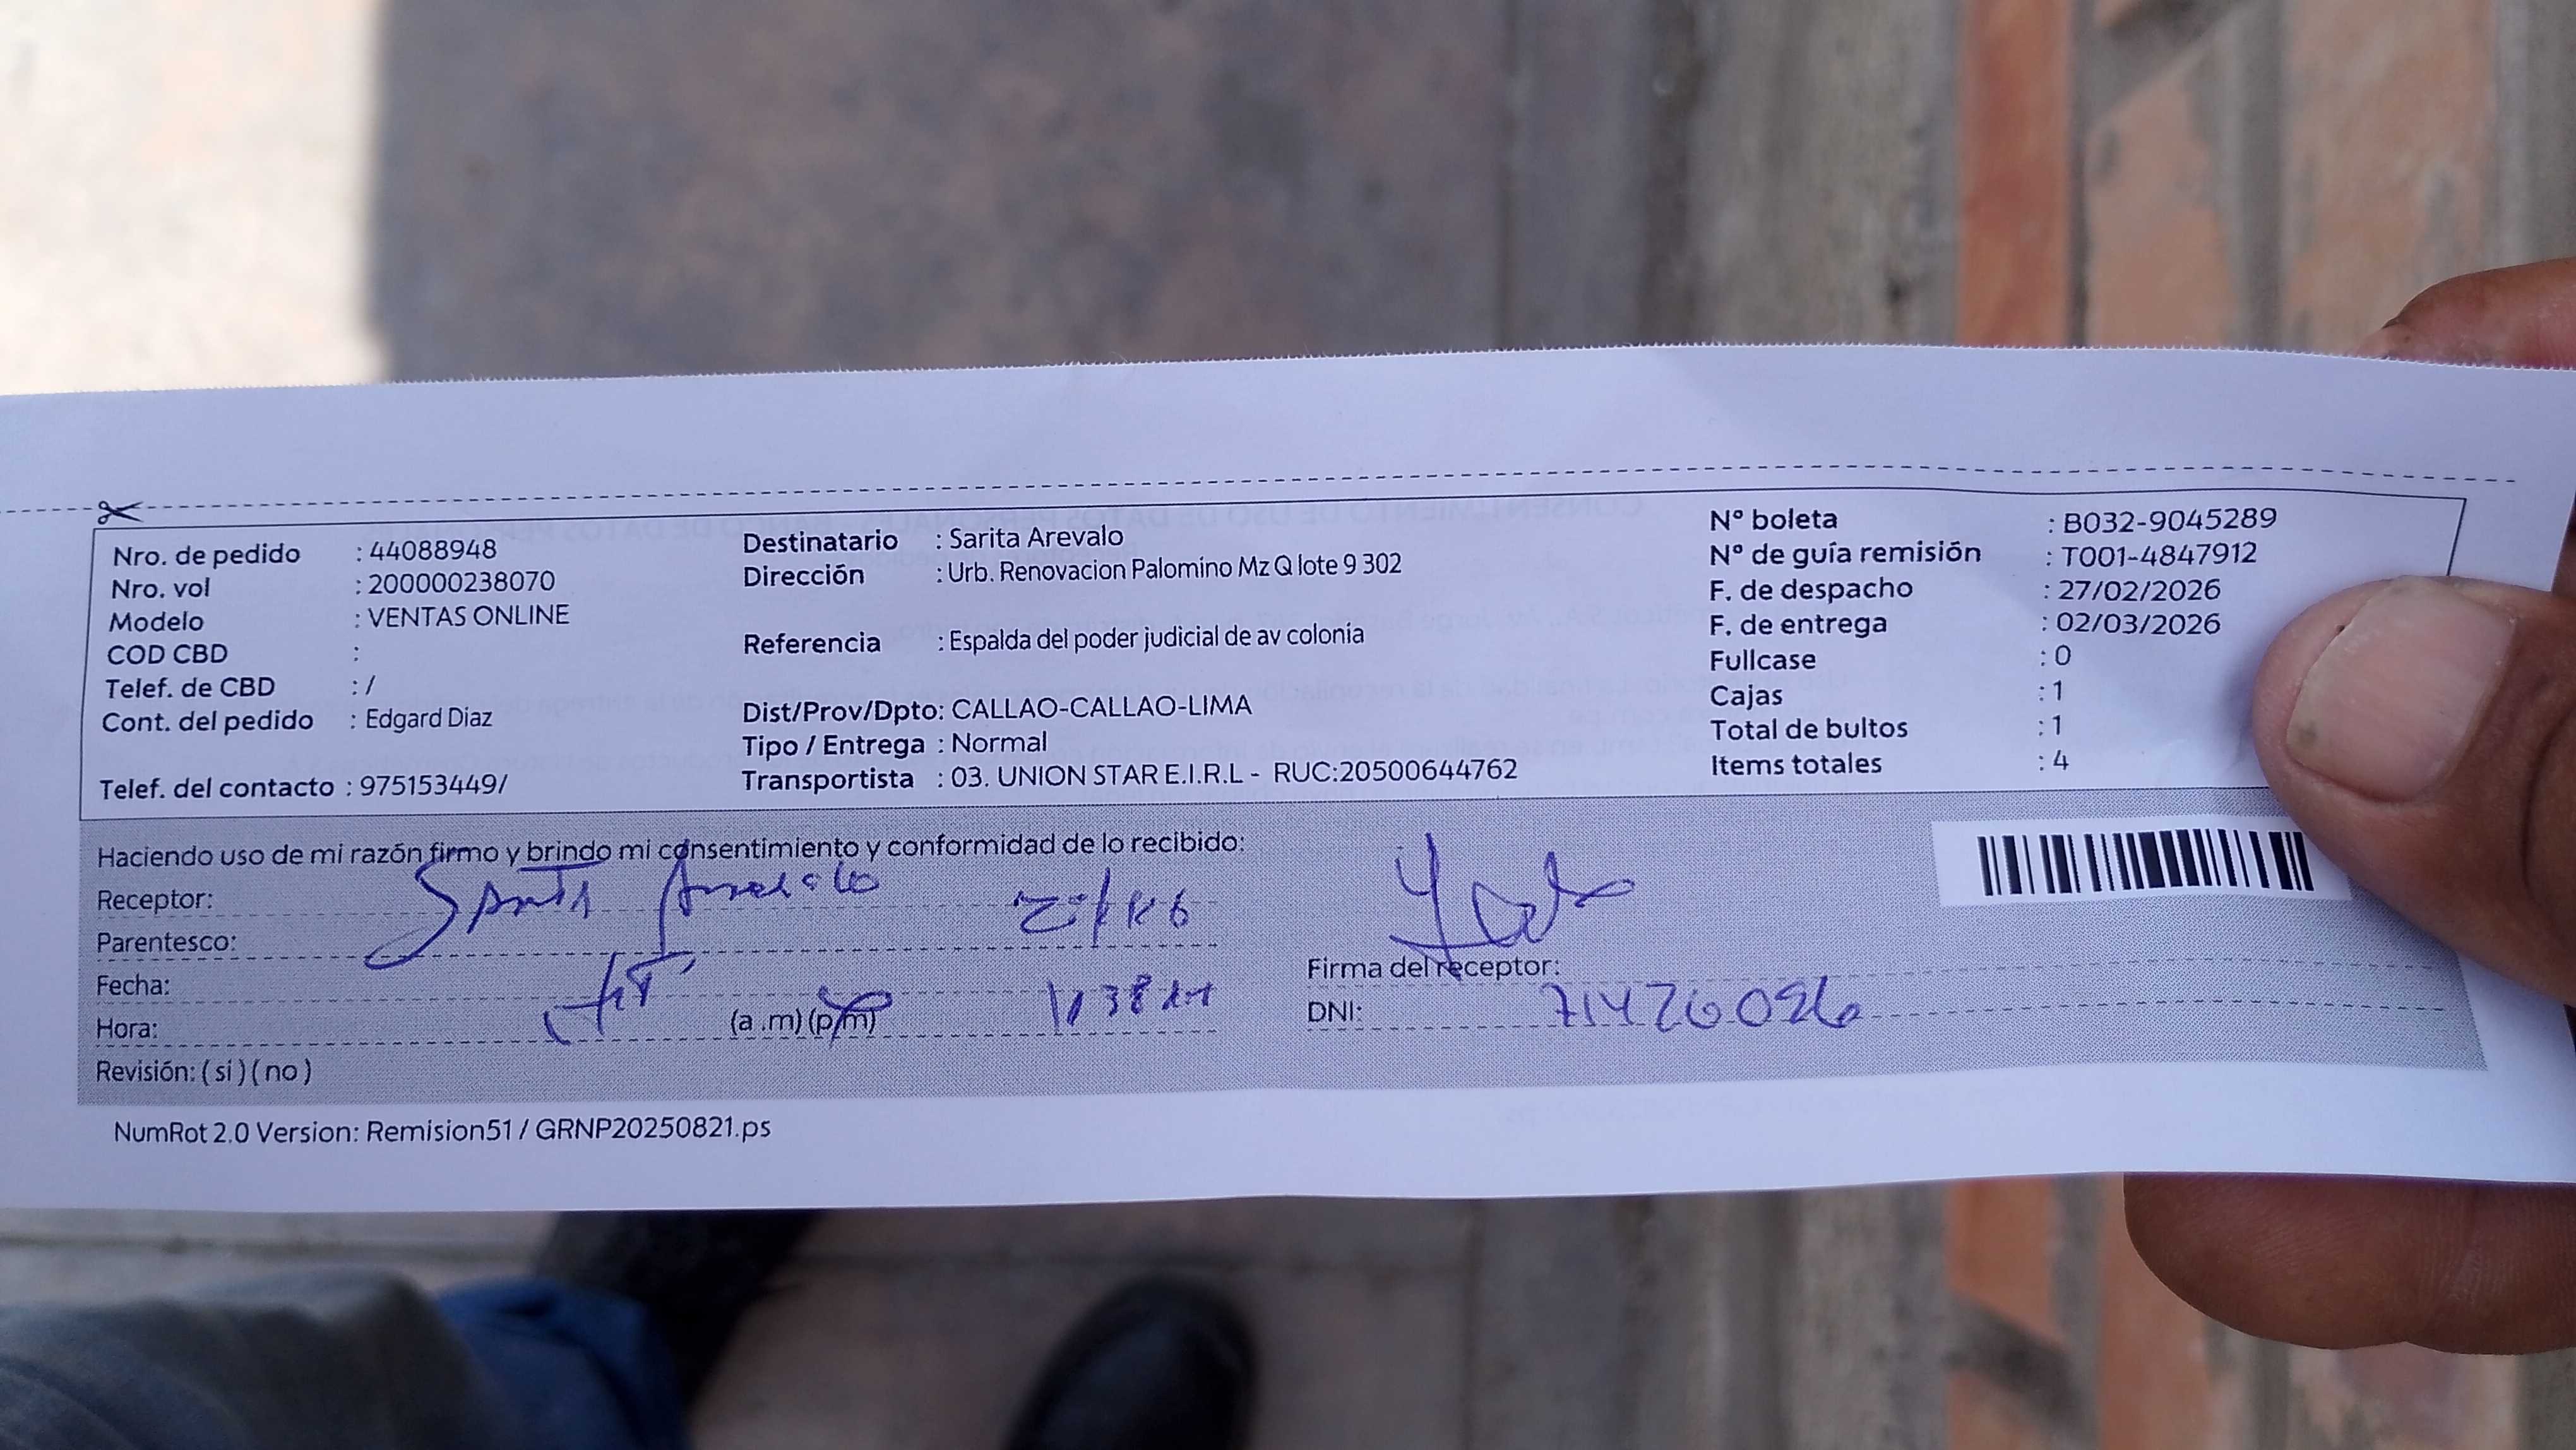 Nro. de pedido : 44088948
Nro. vol : 200000238070
Modelo : VENTAS ONLINE
COD CBD :
Telef. de CBD : /
Cont. del pedido : Edgard Diaz
Telef. del contacto : 975153449/
Destinatario : Sarita Arevalo
Dirección : Urb. Renovacion Palomino Mz Q lote 9 302
Referencia : Espalda del poder judicial de av colonía
Dist/Prov/Dpto: CALLAO-CALLAO-LIMA
Tipo / Entrega : Normal
Transportista : 03. UNION STAR E.I.R.L - RUC:20500644762
N° boleta : B032-9045289
N° de guía remisión : T001-4847912
F. de despacho : 27/02/2026
F. de entrega : 02/03/2026
Fullcase : 0
Cajas : 1
Total de bultos : 1
Items totales : 4
Haciendo uso de mi razón firmo y brindo mi consentimiento y conformidad de lo recibido:
Receptor:
Parentesco:
Fecha:
Hora: (a .m) (p.m)
Revisión: ( sí ) ( no )
Firma del receptor:
DNI:
NumRot 2.0 Version: Remision51 / GRNP20250821.ps